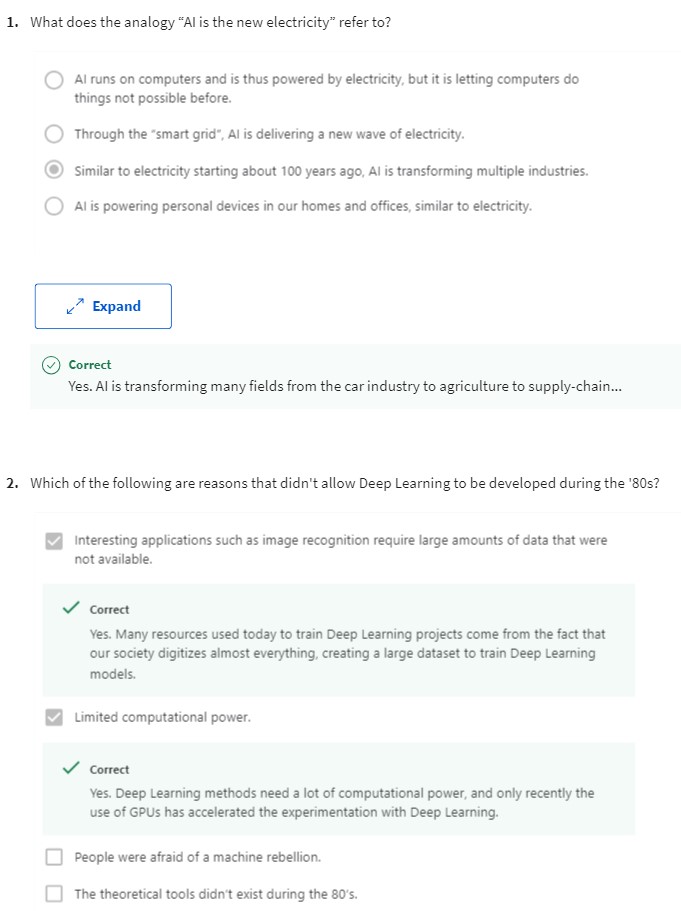 1. What does the analogy “AI is the new electricity” refer to?
AI runs on computers and is thus powered by electricity, but it is letting computers do
things not possible before.
Through the "smart grid", AI is delivering a new wave of electricity.
Similar to electricity starting about 100 years ago, AI is transforming multiple industries.
AI is powering personal devices in our homes and offices, similar to electricity.
Expand
Correct
Yes. AI is transforming many fields from the car industry to agriculture to supply-chain...
2. Which of the following are reasons that didn't allow Deep Learning to be developed during the '80s?
Interesting applications such as image recognition require large amounts of data that were
not available.
Correct
Yes. Many resources used today to train Deep Learning projects come from the fact that
our society digitizes almost everything, creating a large dataset to train Deep Learning
models.
Limited computational power.
Correct
Yes. Deep Learning methods need a lot of computational power, and only recently the
use of GPUs has accelerated the experimentation with Deep Learning.
People were afraid of a machine rebellion.
The theoretical tools didn't exist during the 80's.